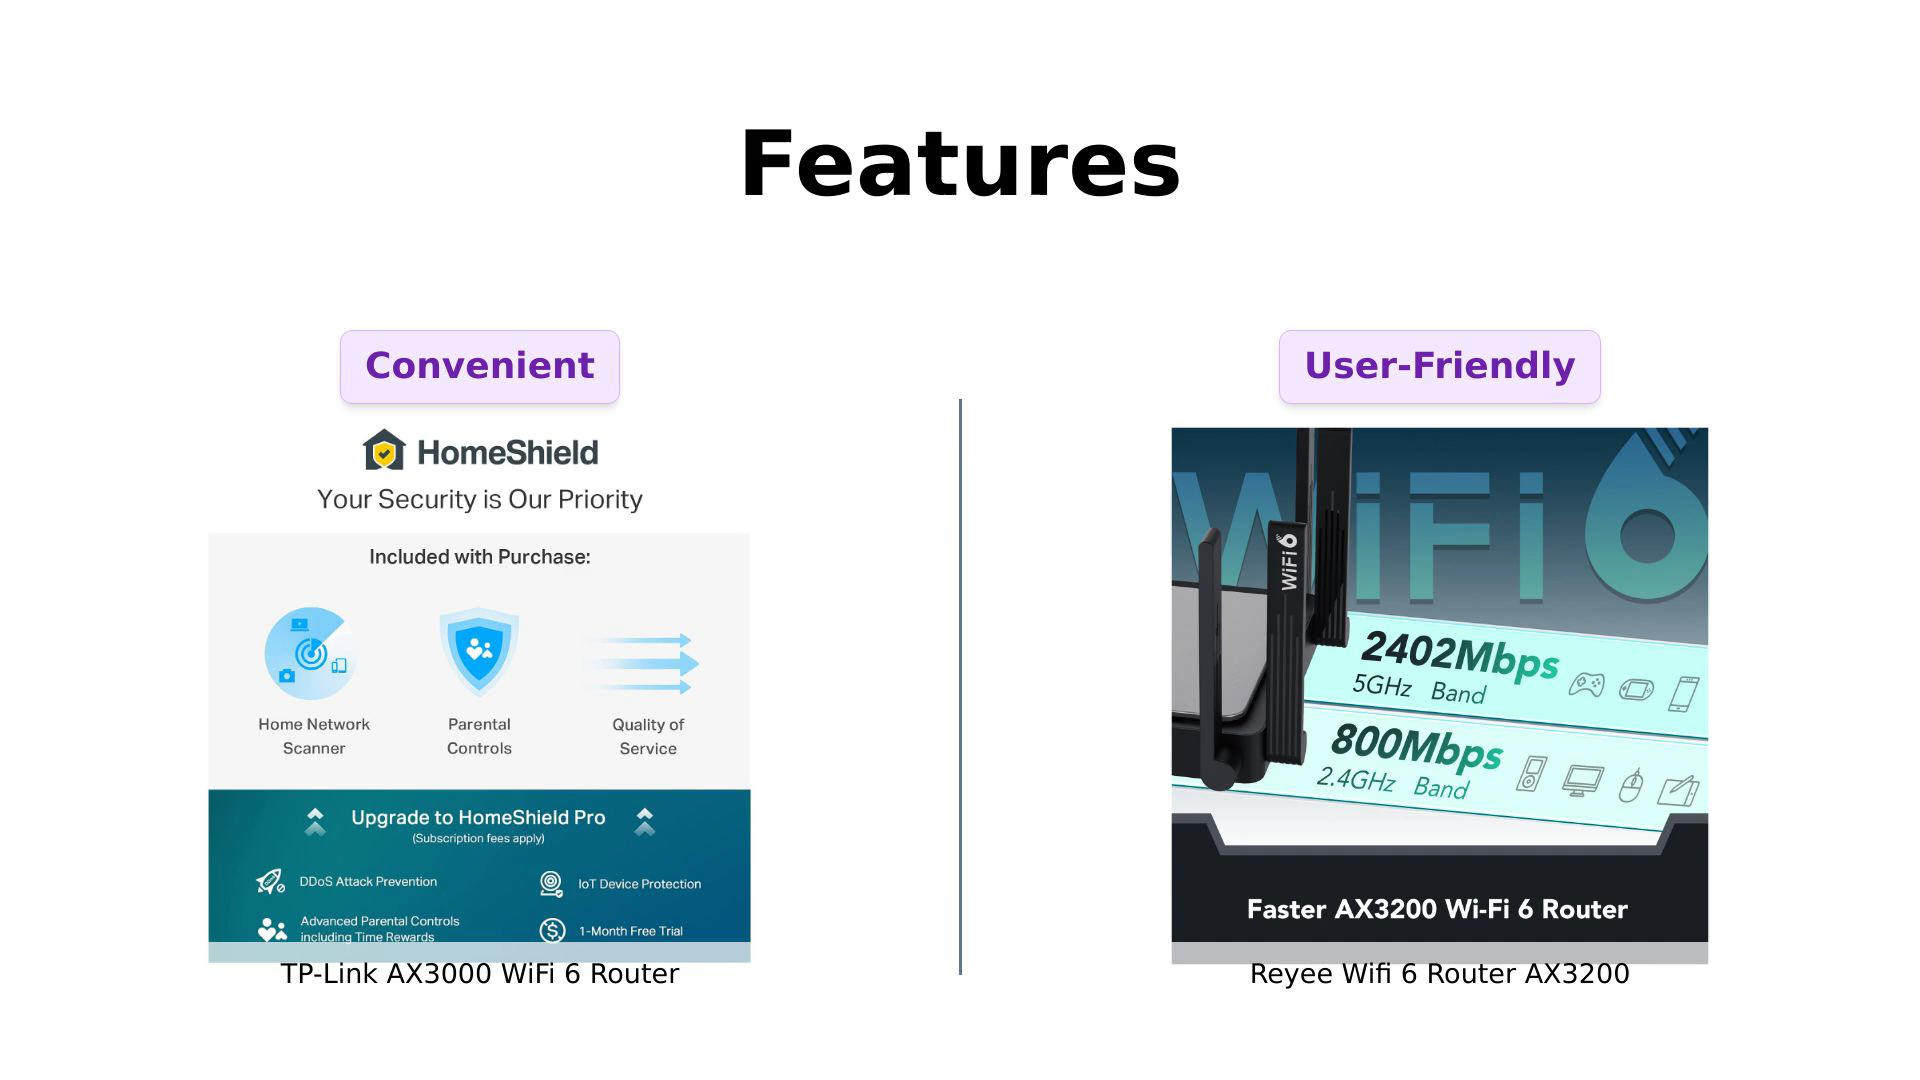 Features
Convenient
HomeShield
Your Security is Our Priority
Included with Purchase:
Home Network
Scanner
Parental
Controls
Quality of
Service
Upgrade to HomeShield Pro
(Subscription fees apply)
DDoS Attack Prevention
IoT Device Protection
Advanced Parental Controls
including Time Rewards
1-Month Free Trial
TP-Link AX3000 WiFi 6 Router
User-Friendly
WiFi 6
WiFi 6
2402Mbps
5GHz Band
800Mbps
2.4GHz Band
Faster AX3200 Wi-Fi 6 Router
Reyee Wifi 6 Router AX3200